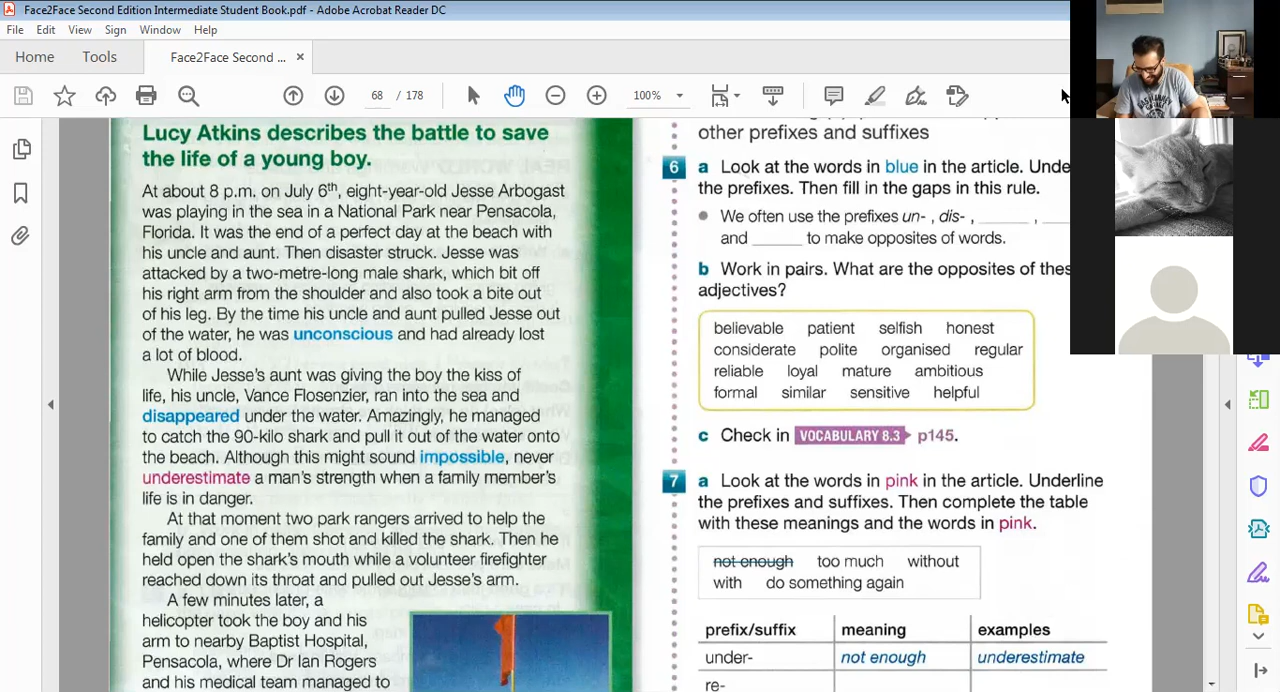 Face2Face Second Edition Intermediate Student Book.pdf - Adobe Acrobat Reader DC
File Edit View Sign Window Help
Home Tools Face2Face Second ... ×
68 / 178 100%
Lucy Atkins describes the battle to save
the life of a young boy.
At about 8 p.m. on July 6th, eight-year-old Jesse Arbogast
was playing in the sea in a National Park near Pensacola,
Florida. It was the end of a perfect day at the beach with
his uncle and aunt. Then disaster struck. Jesse was
attacked by a two-metre-long male shark, which bit off
his right arm from the shoulder and also took a bite out
of his leg. By the time his uncle and aunt pulled Jesse out
of the water, he was unconscious and had already lost
a lot of blood.
While Jesse's aunt was giving the boy the kiss of
life, his uncle, Vance Flosenzier, ran into the sea and
disappeared under the water. Amazingly, he managed
to catch the 90-kilo shark and pull it out of the water onto
the beach. Although this might sound impossible, never
underestimate a man's strength when a family member's
life is in danger.
At that moment two park rangers arrived to help the
family and one of them shot and killed the shark. Then he
held open the shark's mouth while a volunteer firefighter
reached down its throat and pulled out Jesse's arm.
A few minutes later, a
helicopter took the boy and his
arm to nearby Baptist Hospital,
Pensacola, where Dr Ian Rogers
and his medical team managed to
other prefixes and suffixes
6 a Look at the words in blue in the article. Unde
the prefixes. Then fill in the gaps in this rule.
● We often use the prefixes un- , dis- , ______ , ___
and ______ to make opposites of words.
b Work in pairs. What are the opposites of thes
adjectives?
believable patient selfish honest
considerate polite organised regular
reliable loyal mature ambitious
formal similar sensitive helpful
c Check in VOCABULARY 8.3 p145.
7 a Look at the words in pink in the article. Underline
the prefixes and suffixes. Then complete the table
with these meanings and the words in pink.
not enough too much without
with do something again
prefix/suffix meaning examples
under- not enough underestimate
re-